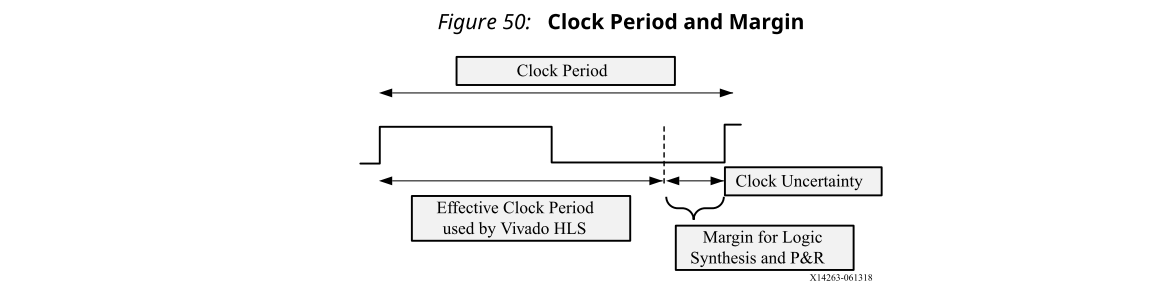 Figure 50: Clock Period and Margin
Clock Period
Clock Uncertainty
Effective Clock Period
used by Vivado HLS
Margin for Logic
Synthesis and P&R
X14263-061318